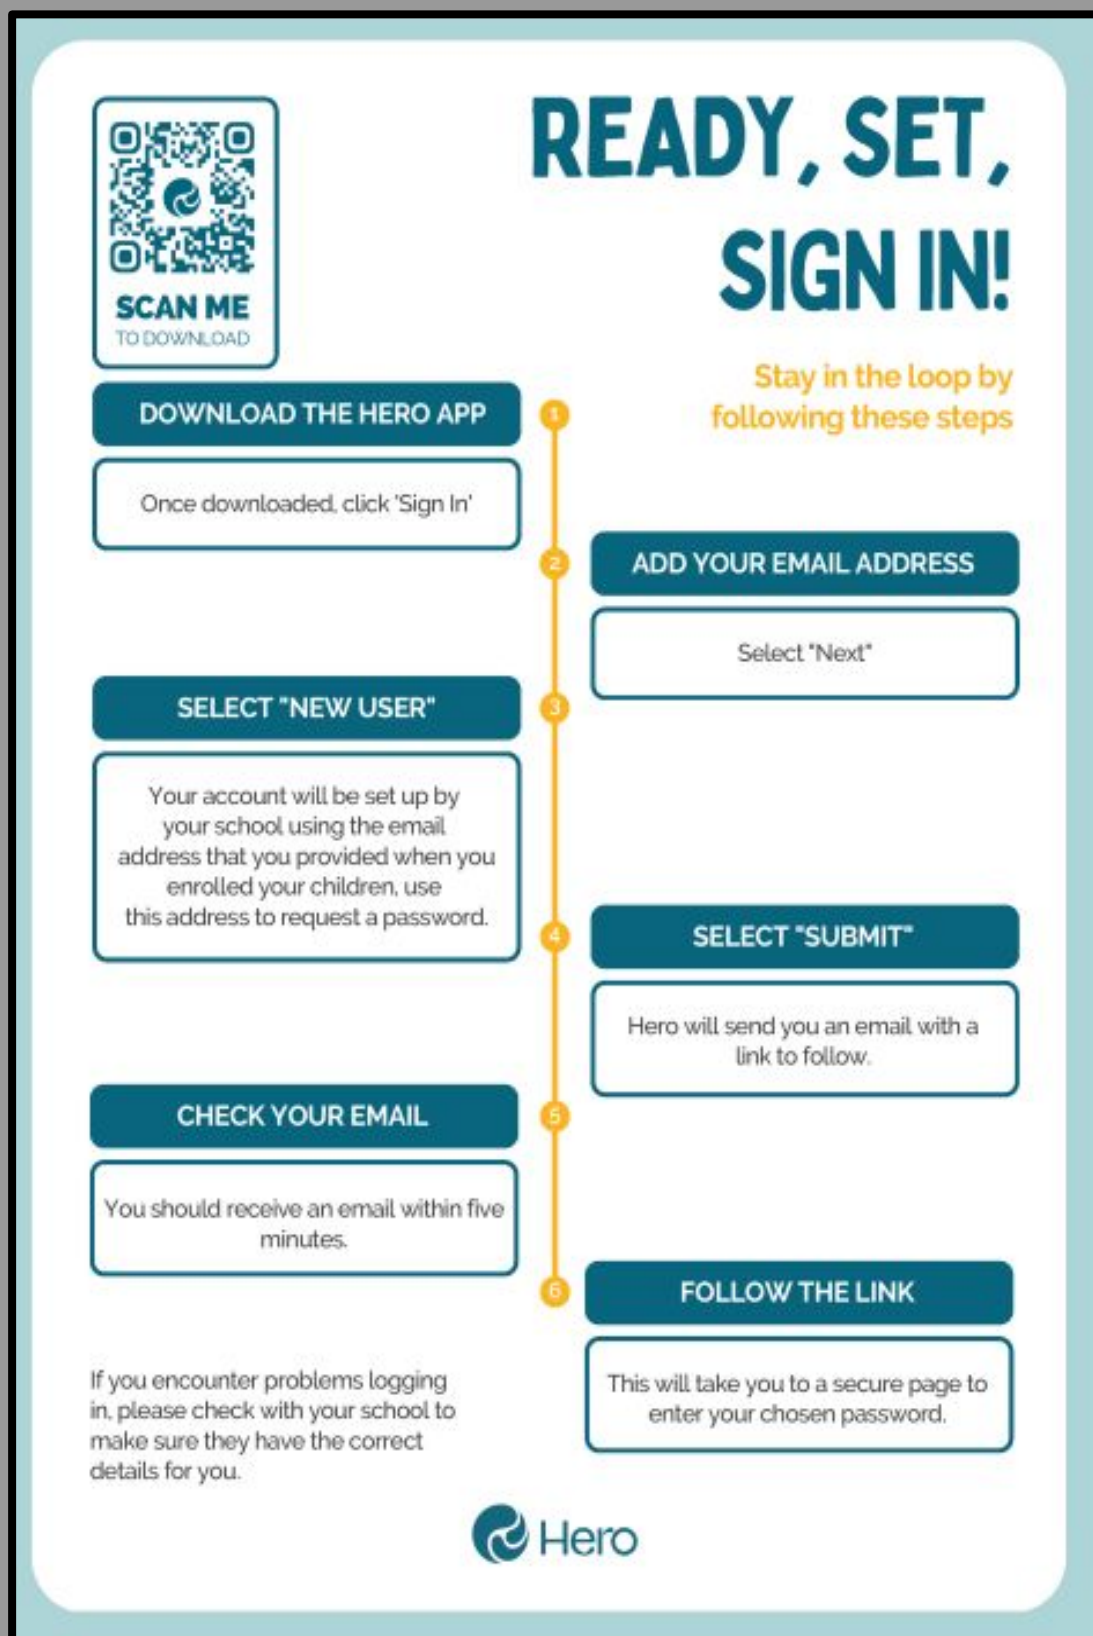 SCAN ME
TO DOWNLOAD
READY, SET,
SIGN IN!
Stay in the loop by
following these steps
1
DOWNLOAD THE HERO APP
Once downloaded, click 'Sign In'
2
ADD YOUR EMAIL ADDRESS
Select "Next"
3
SELECT "NEW USER"
Your account will be set up by
your school using the email
address that you provided when you
enrolled your children, use
this address to request a password.
4
SELECT "SUBMIT"
Hero will send you an email with a
link to follow.
5
CHECK YOUR EMAIL
You should receive an email within five
minutes.
6
FOLLOW THE LINK
This will take you to a secure page to
enter your chosen password.
If you encounter problems logging
in, please check with your school to
make sure they have the correct
details for you.
Hero